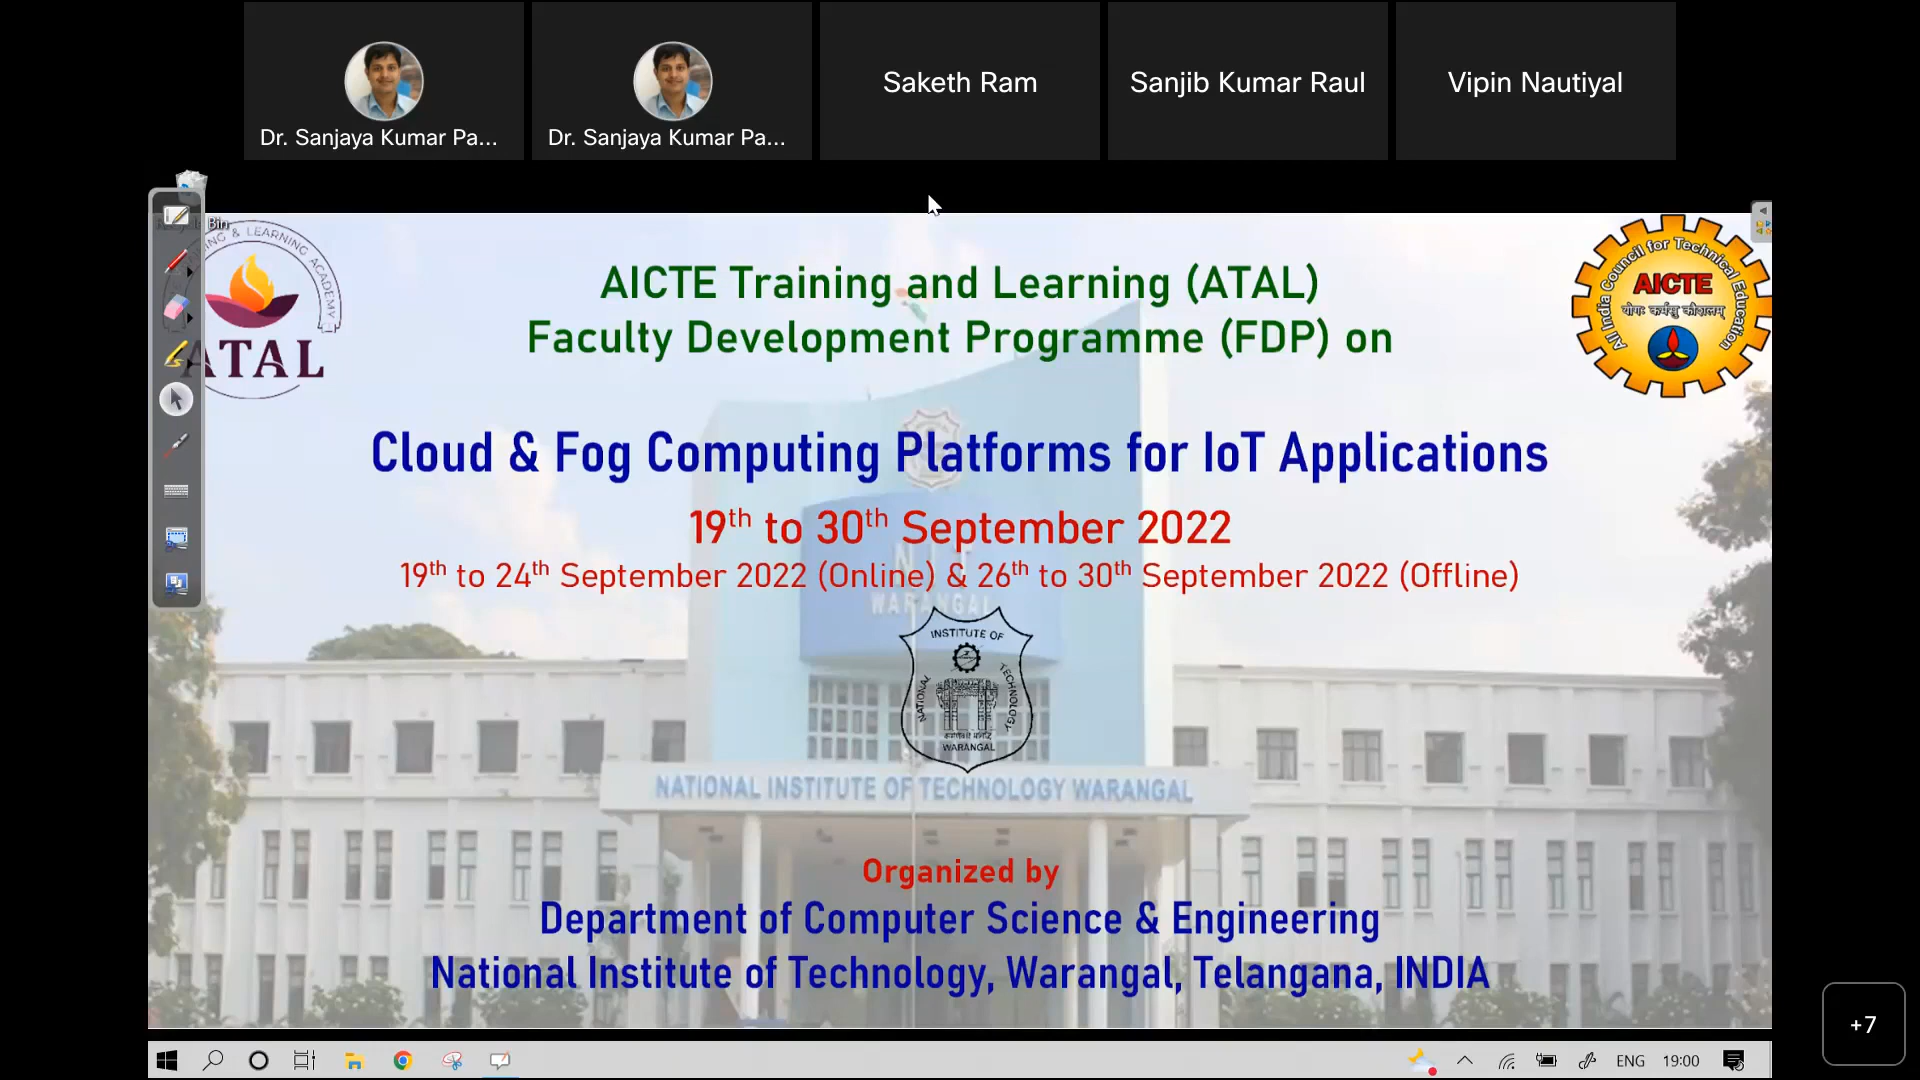 Dr. Sanjaya Kumar Pa...
Dr. Sanjaya Kumar Pa...
Saketh Ram
Sanjib Kumar Raul
Vipin Nautiyal
Bin
ING & LEARNING ACADEMY
ATAL
AICTE Training and Learning (ATAL)
Faculty Development Programme (FDP) on
All India Council for Technical Education
AICTE
योगः कर्मसु कौशलम्
Cloud & Fog Computing Platforms for IoT Applications
19th to 30th September 2022
19th to 24th September 2022 (Online) & 26th to 30th September 2022 (Offline)
WARANGAL
INSTITUTE OF
NATIONAL
TECHNOLOGY
WARANGAL
NATIONAL INSTITUTE OF TECHNOLOGY WARANGAL
Organized by
Department of Computer Science & Engineering
National Institute of Technology, Warangal, Telangana, INDIA
+7
ENG
19:00